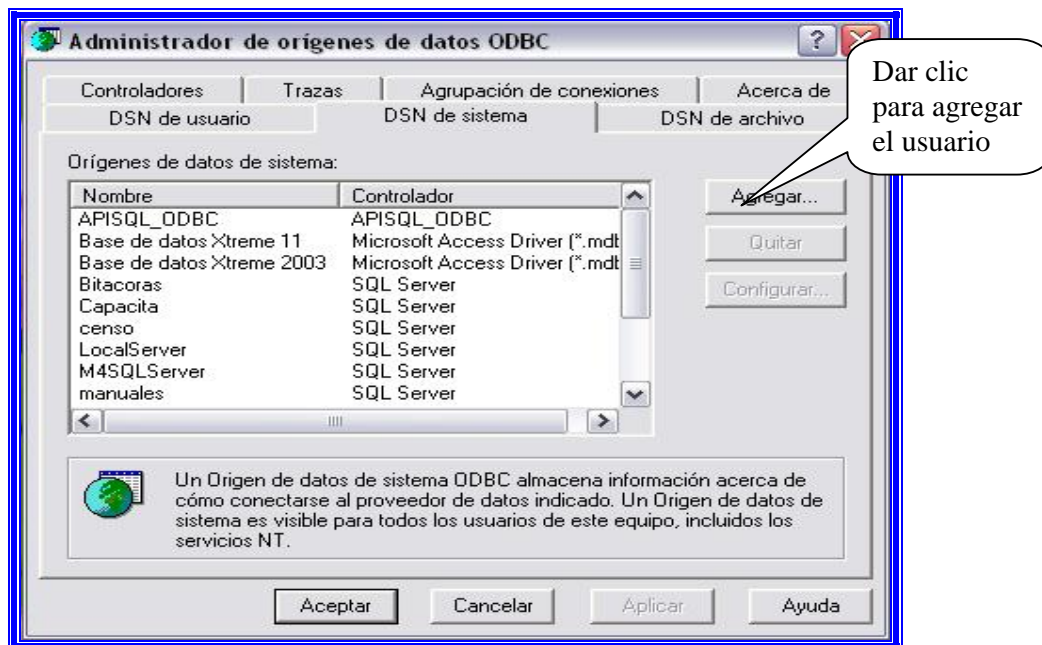 Administrador de orígenes de datos ODBC
Dar clic
para agregar
el usuario
Controladores Trazas Agrupación de conexiones Acerca de
DSN de usuario DSN de sistema DSN de archivo
Orígenes de datos de sistema:
Nombre Controlador
APISQL_ODBC APISQL_ODBC
Base de datos Xtreme 11 Microsoft Access Driver (*.mdb
Base de datos Xtreme 2003 Microsoft Access Driver (*.mdb
Bitacoras SQL Server
Capacita SQL Server
censo SQL Server
LocalServer SQL Server
M4SQLServer SQL Server
manuales SQL Server
Agregar...
Quitar
Configurar...
Un Origen de datos de sistema ODBC almacena información acerca de
cómo conectarse al proveedor de datos indicado. Un Origen de datos de
sistema es visible para todos los usuarios de este equipo, incluidos los
servicios NT.
Aceptar Cancelar Aplicar Ayuda